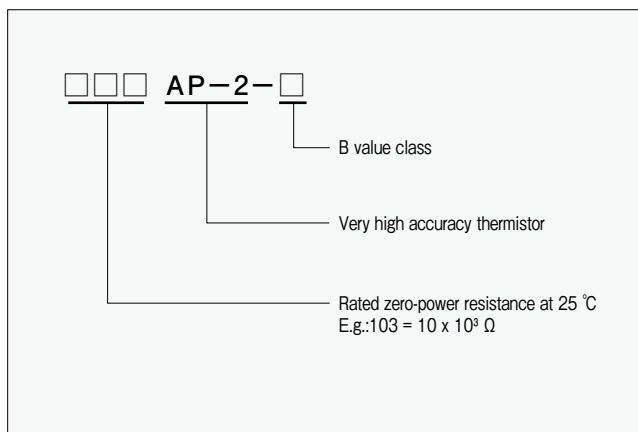 □□□ AP-2-□
B value class
Very high accuracy thermistor
Rated zero-power resistance at 25 ℃
E.g.:103 = 10 x 10³ Ω